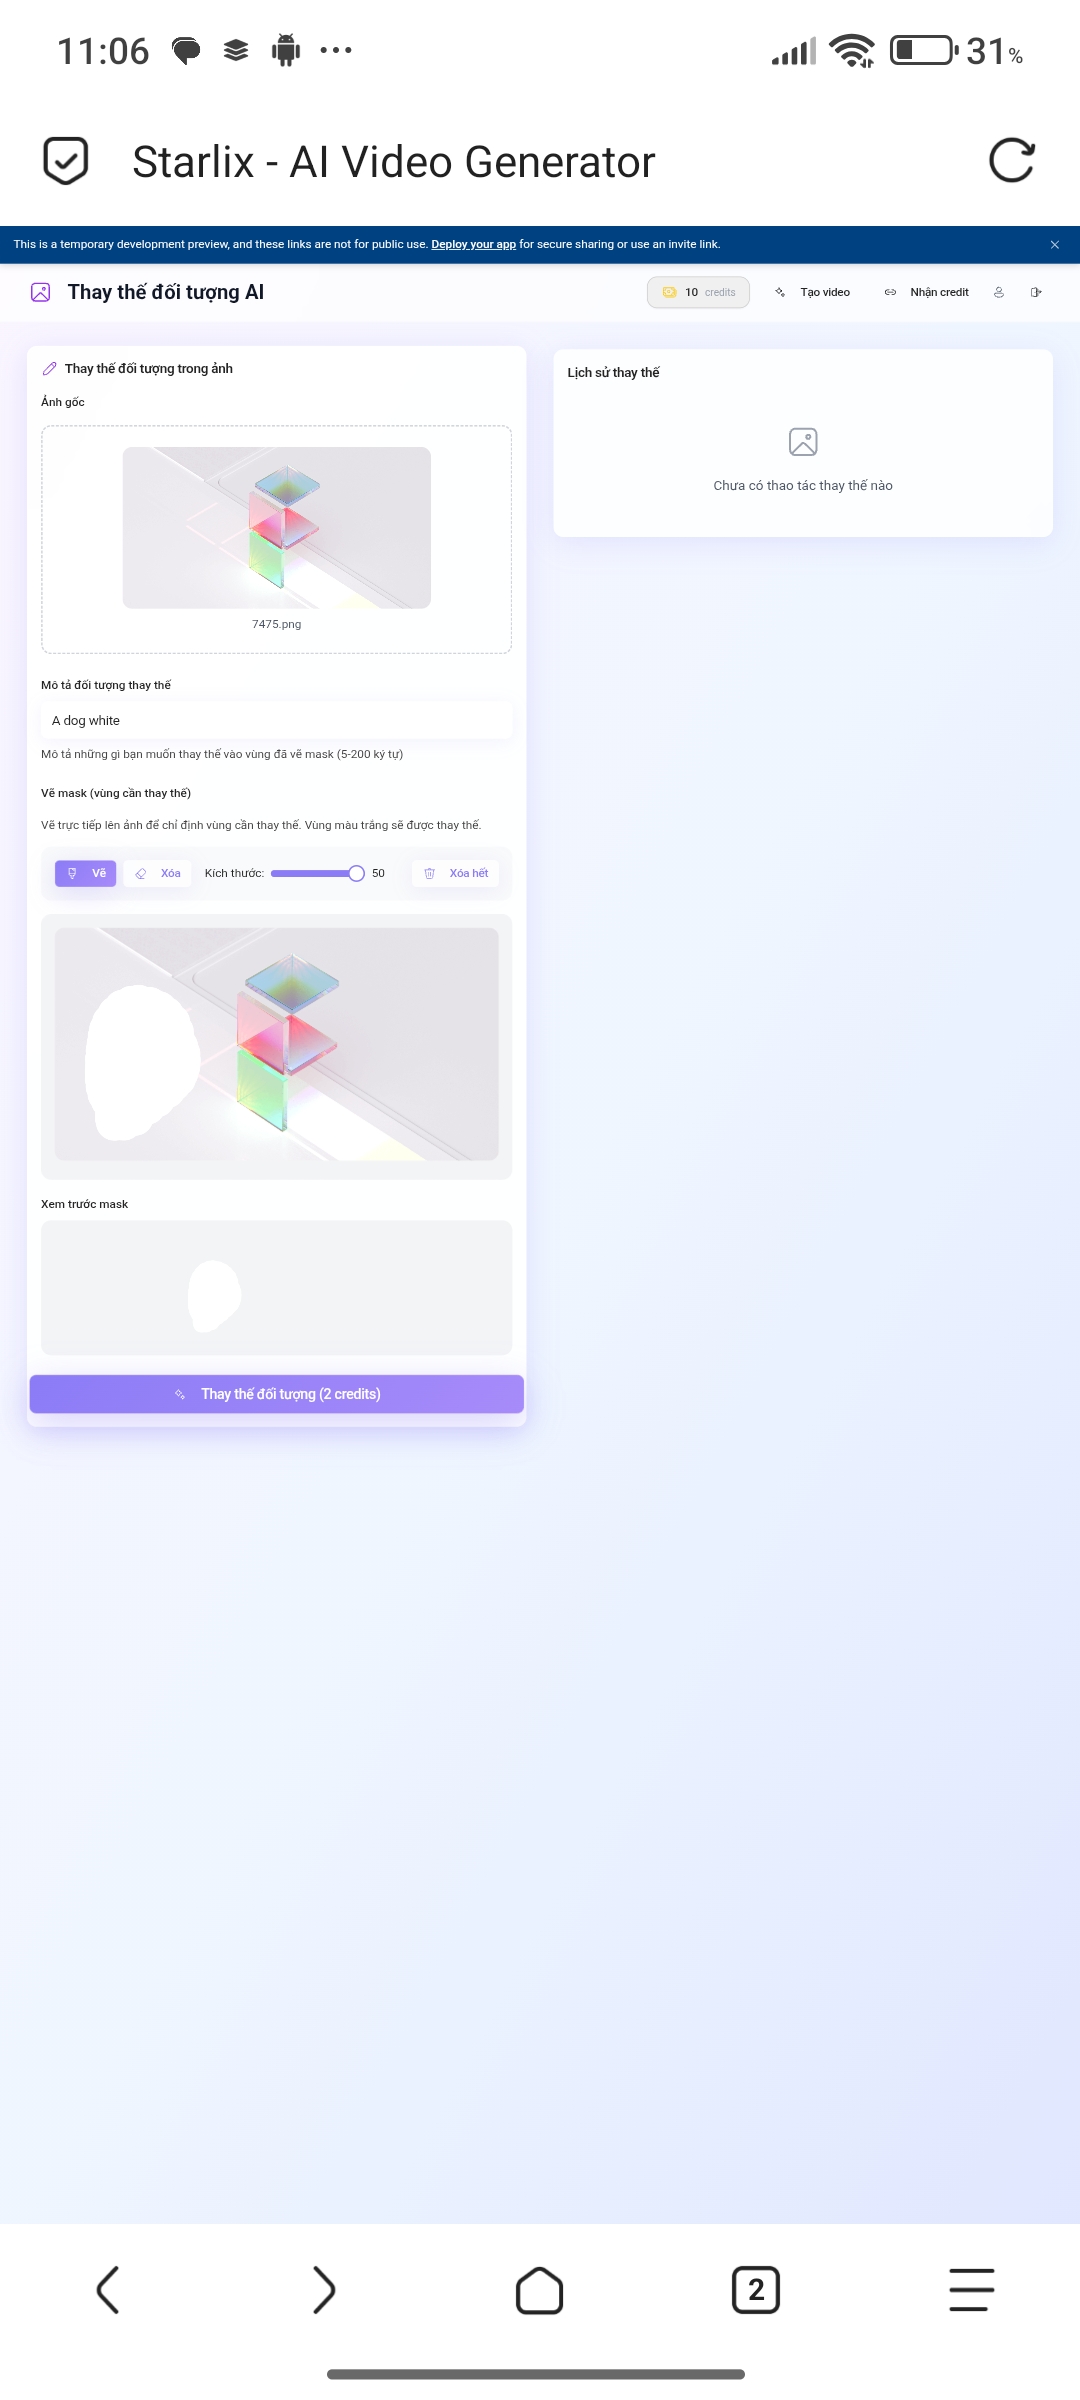 11:06
31%
Starlix - AI Video Generator
This is a temporary development preview, and these links are not for public use. Deploy your app for secure sharing or use an invite link.
Thay thế đối tượng AI
10 credits
Tạo video
Nhận credit
Thay thế đối tượng trong ảnh
Ảnh gốc
7475.png
Mô tả đối tượng thay thế
A dog white
Mô tả những gì bạn muốn thay thế vào vùng đã vẽ mask (5-200 ký tự)
Vẽ mask (vùng cần thay thế)
Vẽ trực tiếp lên ảnh để chỉ định vùng cần thay thế. Vùng màu trắng sẽ được thay thế.
Vẽ
Xóa
Kích thước:
50
Xóa hết
Xem trước mask
Thay thế đối tượng (2 credits)
Lịch sử thay thế
Chưa có thao tác thay thế nào
2